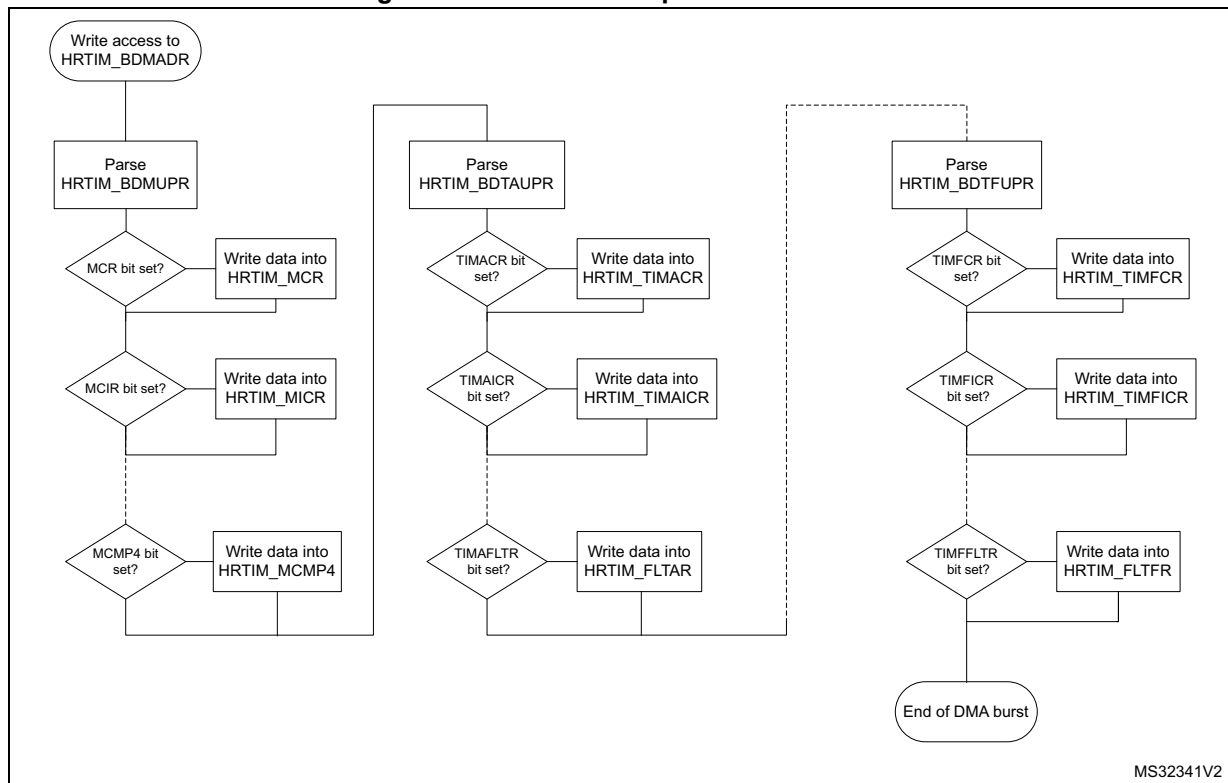 Write access to
HRTIM_BDMADR
Parse
HRTIM_BDMUPR
MCR bit set?
Write data into
HRTIM_MCR
MCIR bit set?
Write data into
HRTIM_MICR
MCMP4 bit
set?
Write data into
HRTIM_MCMP4
Parse
HRTIM_BDTAUPR
TIMACR bit
set?
Write data into
HRTIM_TIMACR
TIMAICR
bit set?
Write data into
HRTIM_TIMAICR
TIMAFLTR
bit set?
Write data into
HRTIM_FLTAR
Parse
HRTIM_BDTFUPR
TIMFCR bit
set?
Write data into
HRTIM_TIMFCR
TIMFICR
bit set?
Write data into
HRTIM_TIMFICR
TIMFFLTR
bit set?
Write data into
HRTIM_FLTFR
End of DMA burst
MS32341V2